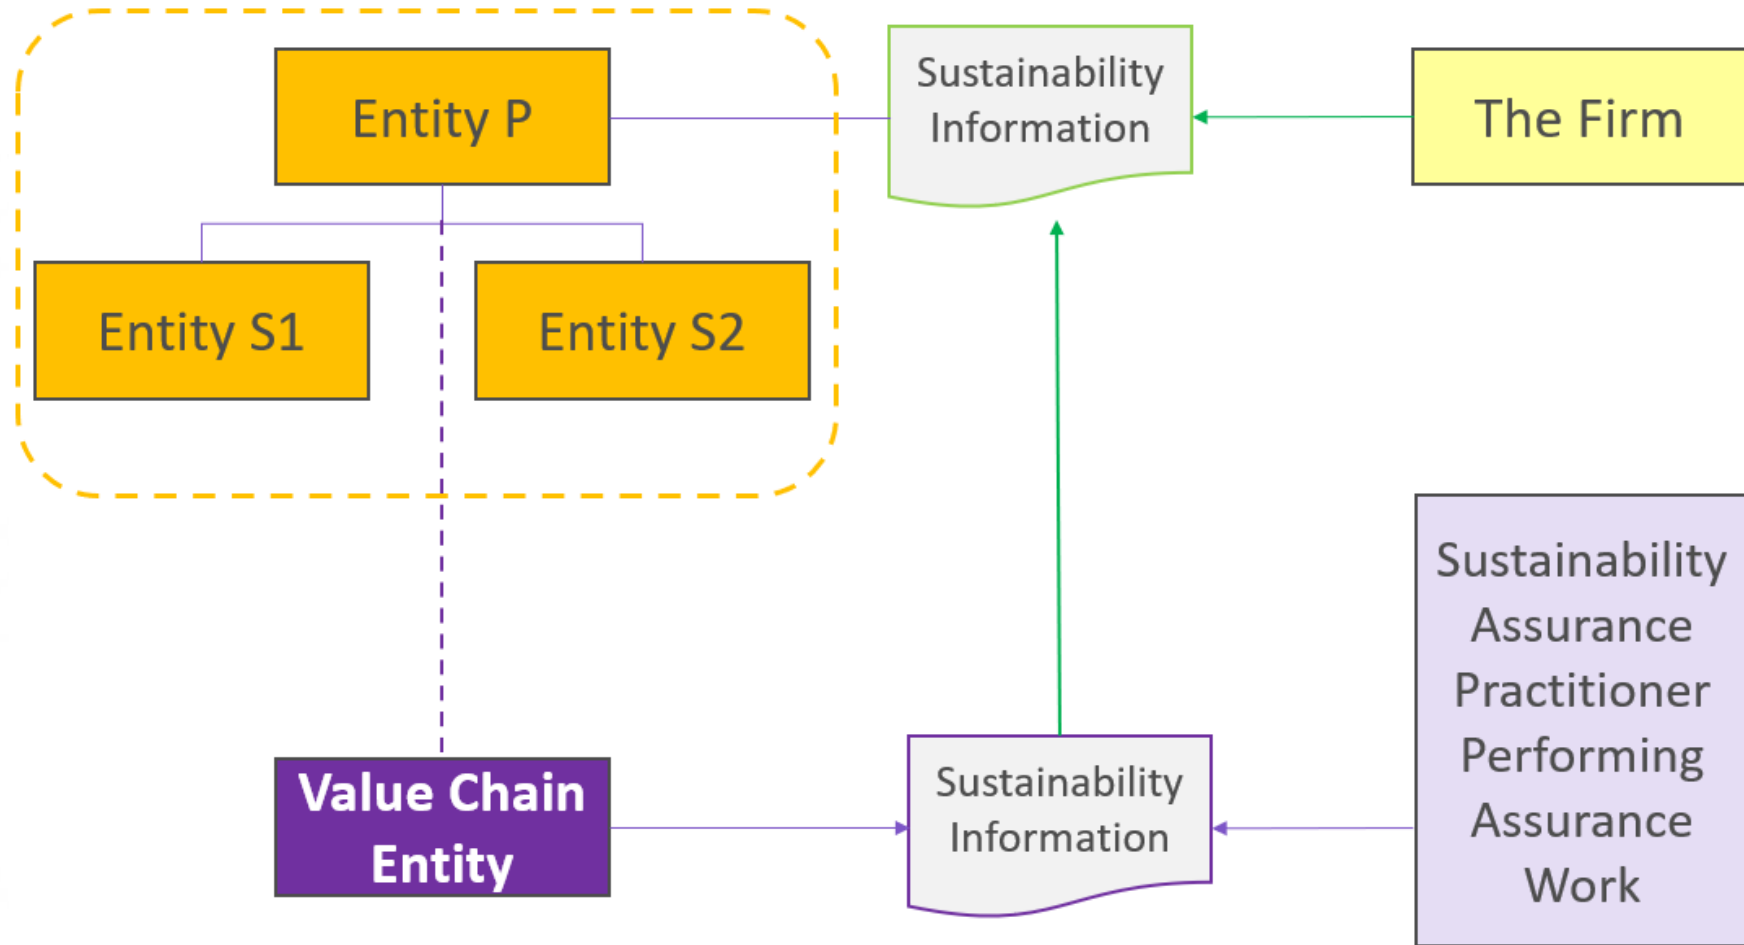 Entity P
Sustainability
Information
The Firm
Entity S1
Entity S2
Value Chain
Entity
Sustainability
Information
Sustainability
Assurance
Practitioner
Performing
Assurance
Work